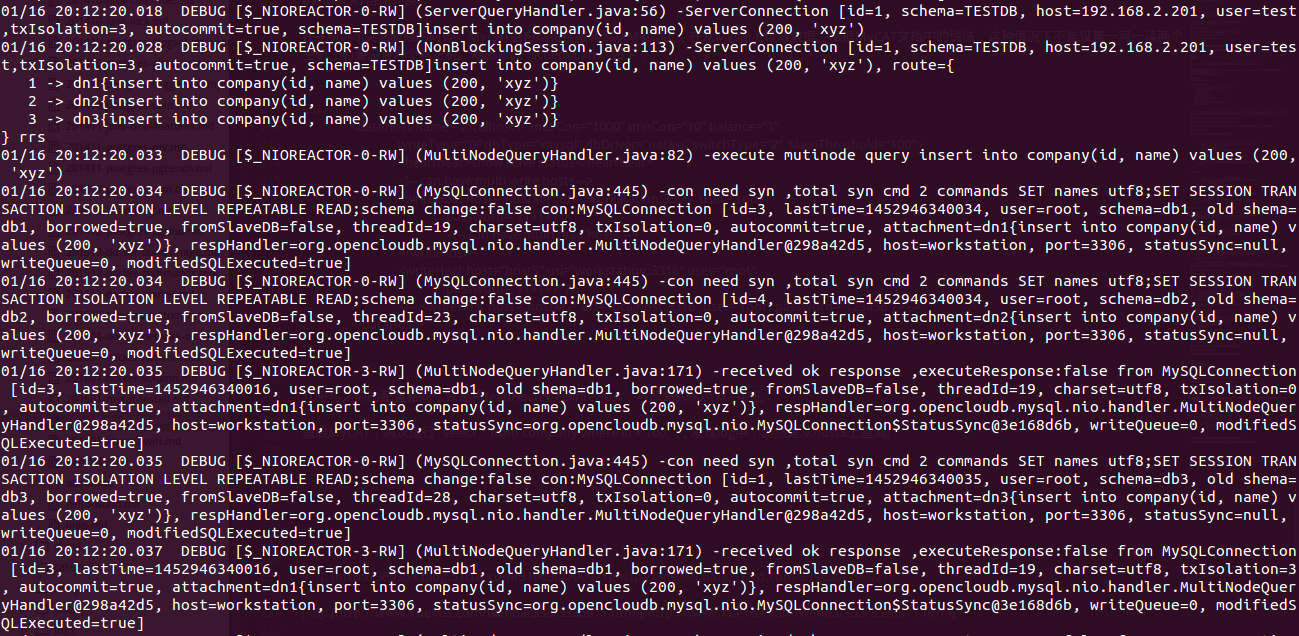 01/16 20:12:20.018  DEBUG [$_NIOREACTOR-0-RW] (ServerQueryHandler.java:56) -ServerConnection [id=1, schema=TESTDB, host=192.168.2.201, user=test
,txIsolation=3, autocommit=true, schema=TESTDB]insert into company(id, name) values (200, 'xyz')
01/16 20:12:20.028  DEBUG [$_NIOREACTOR-0-RW] (NonBlockingSession.java:113) -ServerConnection [id=1, schema=TESTDB, host=192.168.2.201, user=tes
t,txIsolation=3, autocommit=true, schema=TESTDB]insert into company(id, name) values (200, 'xyz'), route={
   1 -> dn1{insert into company(id, name) values (200, 'xyz')}
   2 -> dn2{insert into company(id, name) values (200, 'xyz')}
   3 -> dn3{insert into company(id, name) values (200, 'xyz')}
} rrs
01/16 20:12:20.033  DEBUG [$_NIOREACTOR-0-RW] (MultiNodeQueryHandler.java:82) -execute mutinode query insert into company(id, name) values (200,
 'xyz')
01/16 20:12:20.034  DEBUG [$_NIOREACTOR-0-RW] (MySQLConnection.java:445) -con need syn ,total syn cmd 2 commands SET names utf8;SET SESSION TRAN
SACTION ISOLATION LEVEL REPEATABLE READ;schema change:false con:MySQLConnection [id=3, lastTime=1452946340034, user=root, schema=db1, old shema=
db1, borrowed=true, fromSlaveDB=false, threadId=19, charset=utf8, txIsolation=0, autocommit=true, attachment=dn1{insert into company(id, name) v
alues (200, 'xyz')}, respHandler=org.opencloudb.mysql.nio.handler.MultiNodeQueryHandler@298a42d5, host=workstation, port=3306, statusSync=null,
writeQueue=0, modifiedSQLExecuted=true]
01/16 20:12:20.034  DEBUG [$_NIOREACTOR-0-RW] (MySQLConnection.java:445) -con need syn ,total syn cmd 2 commands SET names utf8;SET SESSION TRAN
SACTION ISOLATION LEVEL REPEATABLE READ;schema change:false con:MySQLConnection [id=4, lastTime=1452946340034, user=root, schema=db2, old shema=
db2, borrowed=true, fromSlaveDB=false, threadId=23, charset=utf8, txIsolation=0, autocommit=true, attachment=dn2{insert into company(id, name) v
alues (200, 'xyz')}, respHandler=org.opencloudb.mysql.nio.handler.MultiNodeQueryHandler@298a42d5, host=workstation, port=3306, statusSync=null,
writeQueue=0, modifiedSQLExecuted=true]
01/16 20:12:20.035  DEBUG [$_NIOREACTOR-3-RW] (MultiNodeQueryHandler.java:171) -received ok response ,executeResponse:false from MySQLConnection
 [id=3, lastTime=1452946340016, user=root, schema=db1, old shema=db1, borrowed=true, fromSlaveDB=false, threadId=19, charset=utf8, txIsolation=0
, autocommit=true, attachment=dn1{insert into company(id, name) values (200, 'xyz')}, respHandler=org.opencloudb.mysql.nio.handler.MultiNodeQuer
yHandler@298a42d5, host=workstation, port=3306, statusSync=org.opencloudb.mysql.nio.MySQLConnection$StatusSync@3e168d6b, writeQueue=0, modifiedS
QLExecuted=true]
01/16 20:12:20.035  DEBUG [$_NIOREACTOR-0-RW] (MySQLConnection.java:445) -con need syn ,total syn cmd 2 commands SET names utf8;SET SESSION TRAN
SACTION ISOLATION LEVEL REPEATABLE READ;schema change:false con:MySQLConnection [id=1, lastTime=1452946340035, user=root, schema=db3, old shema=
db3, borrowed=true, fromSlaveDB=false, threadId=28, charset=utf8, txIsolation=0, autocommit=true, attachment=dn3{insert into company(id, name) v
alues (200, 'xyz')}, respHandler=org.opencloudb.mysql.nio.handler.MultiNodeQueryHandler@298a42d5, host=workstation, port=3306, statusSync=null,
writeQueue=0, modifiedSQLExecuted=true]
01/16 20:12:20.037  DEBUG [$_NIOREACTOR-3-RW] (MultiNodeQueryHandler.java:171) -received ok response ,executeResponse:false from MySQLConnection
 [id=3, lastTime=1452946340016, user=root, schema=db1, old shema=db1, borrowed=true, fromSlaveDB=false, threadId=19, charset=utf8, txIsolation=3
, autocommit=true, attachment=dn1{insert into company(id, name) values (200, 'xyz')}, respHandler=org.opencloudb.mysql.nio.handler.MultiNodeQuer
yHandler@298a42d5, host=workstation, port=3306, statusSync=org.opencloudb.mysql.nio.MySQLConnection$StatusSync@3e168d6b, writeQueue=0, modifiedS
QLExecuted=true]